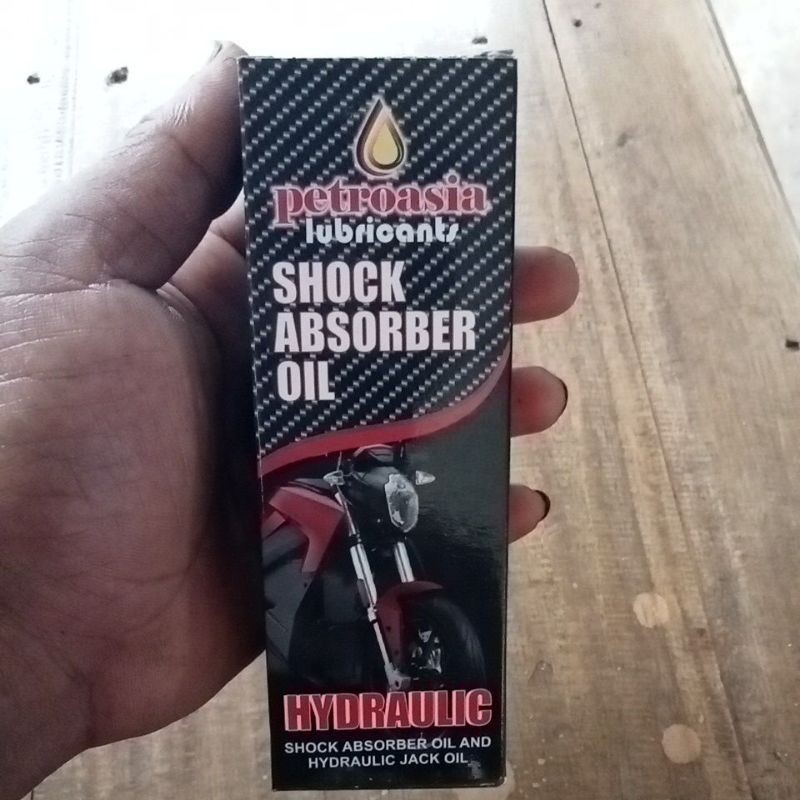 petroasia
lubricants
SHOCK
ABSORBER
OIL
HYDRAULIC
SHOCK ABSORBER OIL AND
HYDRAULIC JACK OIL